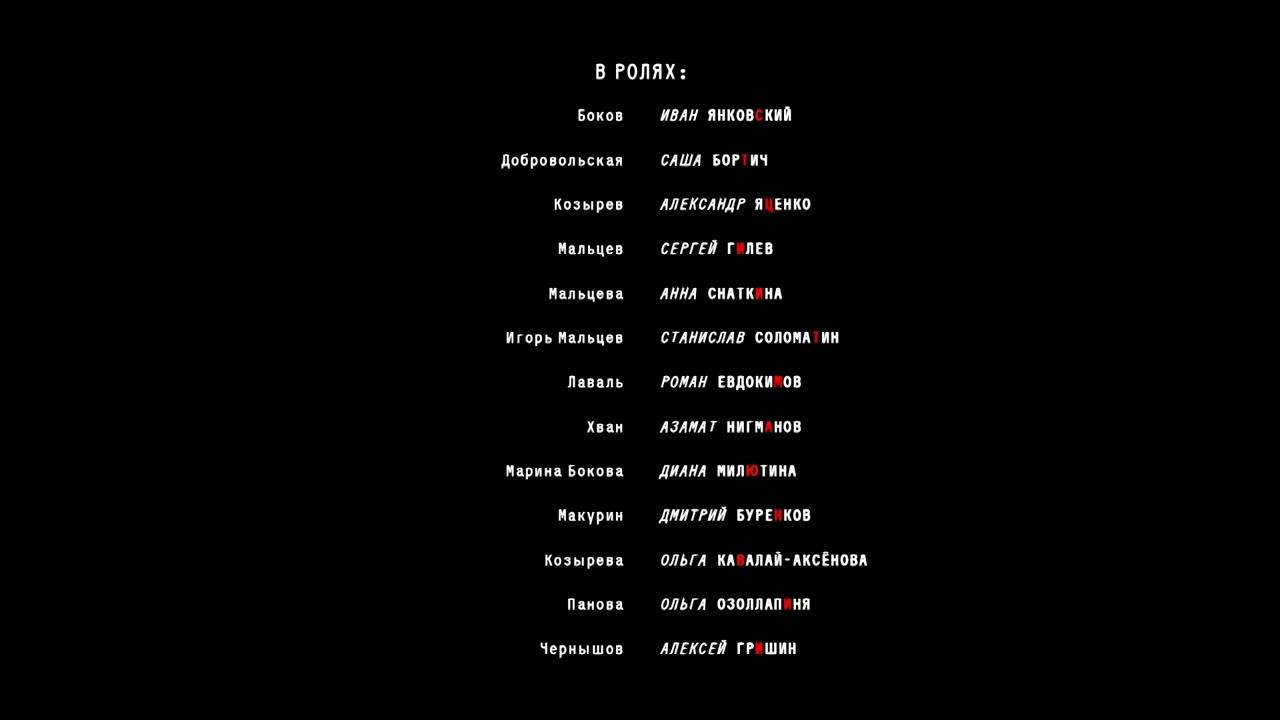 В РОЛЯХ:
Боков ИВАН ЯНКОВСКИЙ
Добровольская САША БОРТИЧ
Козырев АЛЕКСАНДР ЯЦЕНКО
Мальцев СЕРГЕЙ ГИЛЕВ
Мальцева АННА СНАТКИНА
Игорь Мальцев СТАНИСЛАВ СОЛОМАТИН
Лаваль РОМАН ЕВДОКИМОВ
Хван АЗАМАТ НИГМАНОВ
Марина Бокова ДИАНА МИЛЮТИНА
Макурин ДМИТРИЙ БУРЕНКОВ
Козырева ОЛЬГА КАВАЛАЙ-АКСЁНОВА
Панова ОЛЬГА ОЗОЛЛАПИНЯ
Чернышов АЛЕКСЕЙ ГРИШИН